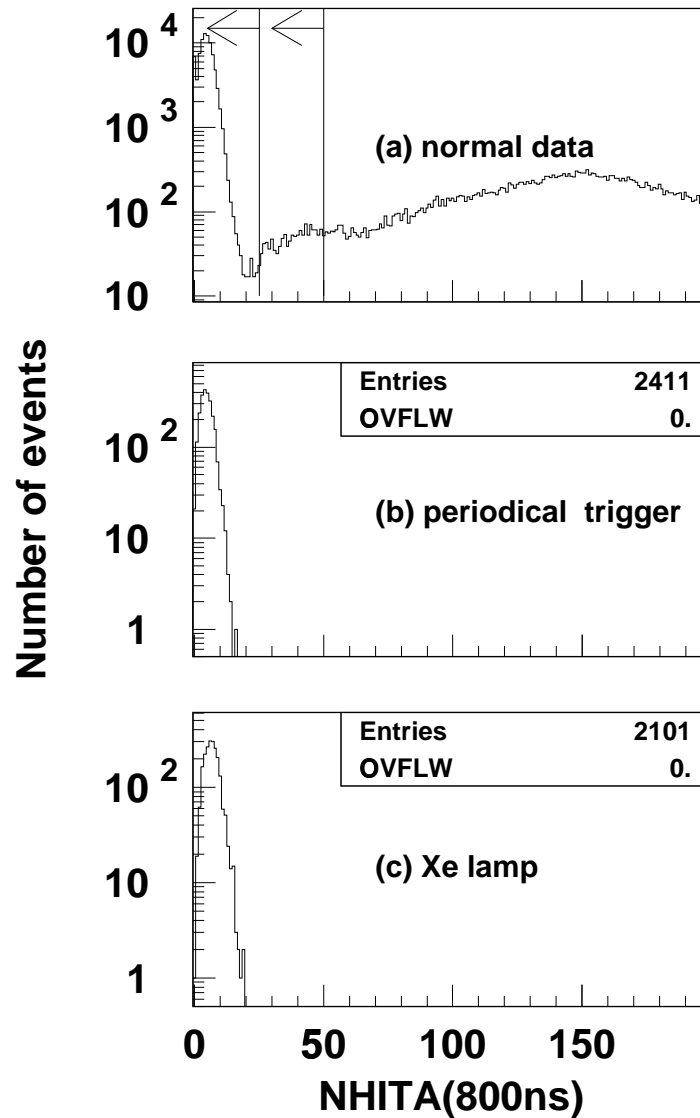 10 4
10 3
10 2
10
(a) normal data
Number of events
Entries 2411
OVFLW 0.
10 2
10
1
(b) periodical trigger
Entries 2101
OVFLW 0.
10 2
10
1
(c) Xe lamp
0 50 100 150
NHITA(800ns)